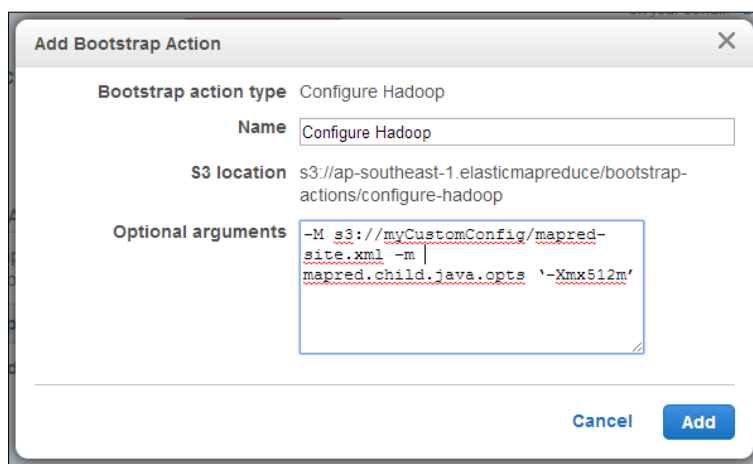 Add Bootstrap Action
Bootstrap action type Configure Hadoop
Name Configure Hadoop
S3 location s3://ap-southeast-1.elasticmapreduce/bootstrap-
actions/configure-hadoop
Optional arguments -M s3://myCustomConfig/mapred-
site.xml -m
mapred.child.java.opts ‘-Xmx512m’
Cancel Add